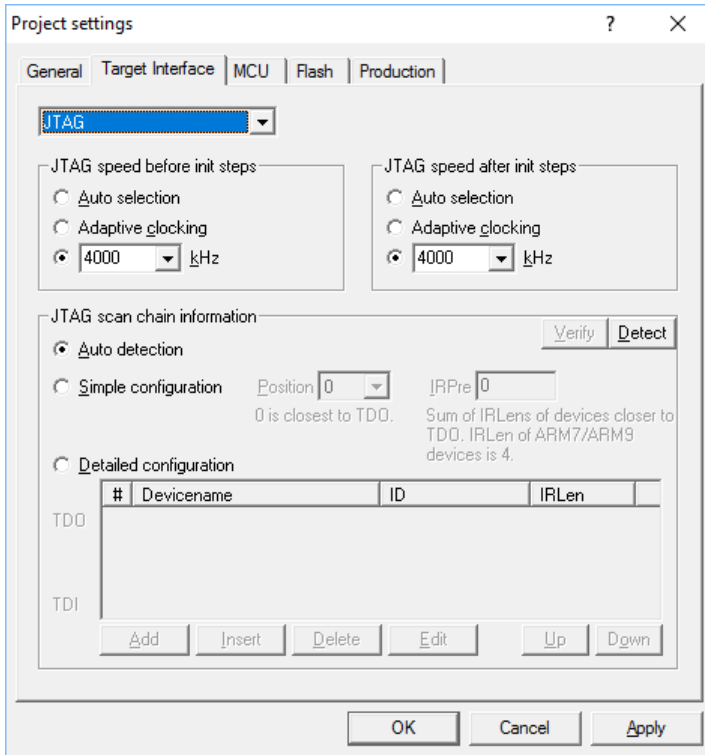 Project settings
General Target Interface MCU Flash Production
JTAG
JTAG speed before init steps
Auto selection
Adaptive clocking
4000 kHz
JTAG speed after init steps
Auto selection
Adaptive clocking
4000 kHz
JTAG scan chain information
Verify Detect
Auto detection
Simple configuration Position 0 IRPre 0
0 is closest to TDO.
Sum of IRLens of devices closer to
TDO. IRLen of ARM7/ARM9
devices is 4.
Detailed configuration
# Devicename ID IRLen
TDO
TDI
Add Insert Delete Edit Up Down
OK Cancel Apply